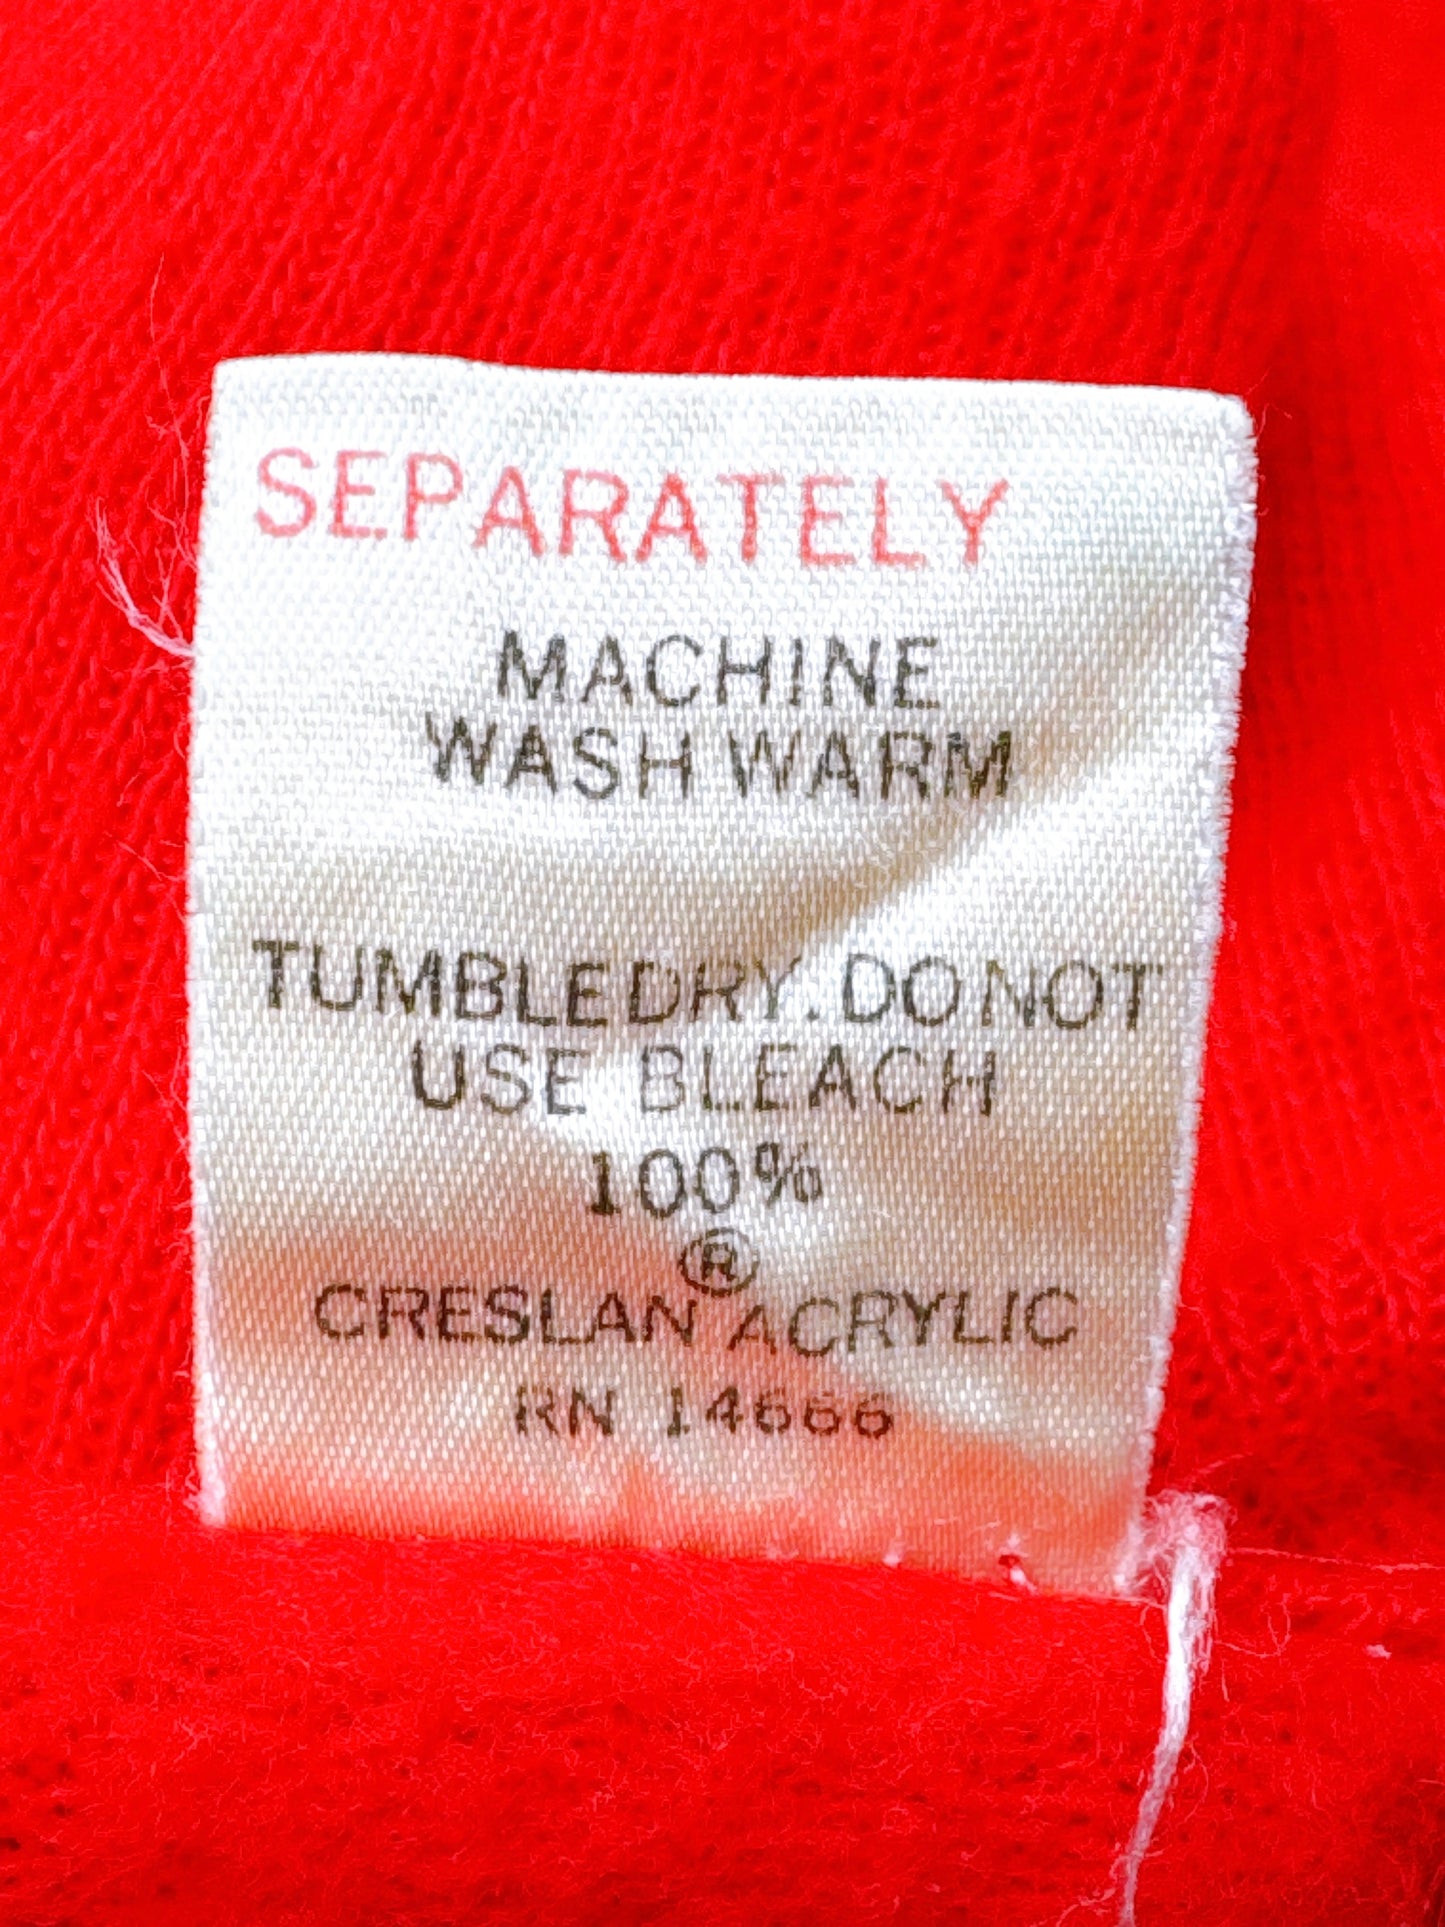 SEPARATELY
MACHINE
WASH WARM
TUMBLE DRY. DO NOT
USE BLEACH
100%
®
CRESLAN ACRYLIC
RN 14666